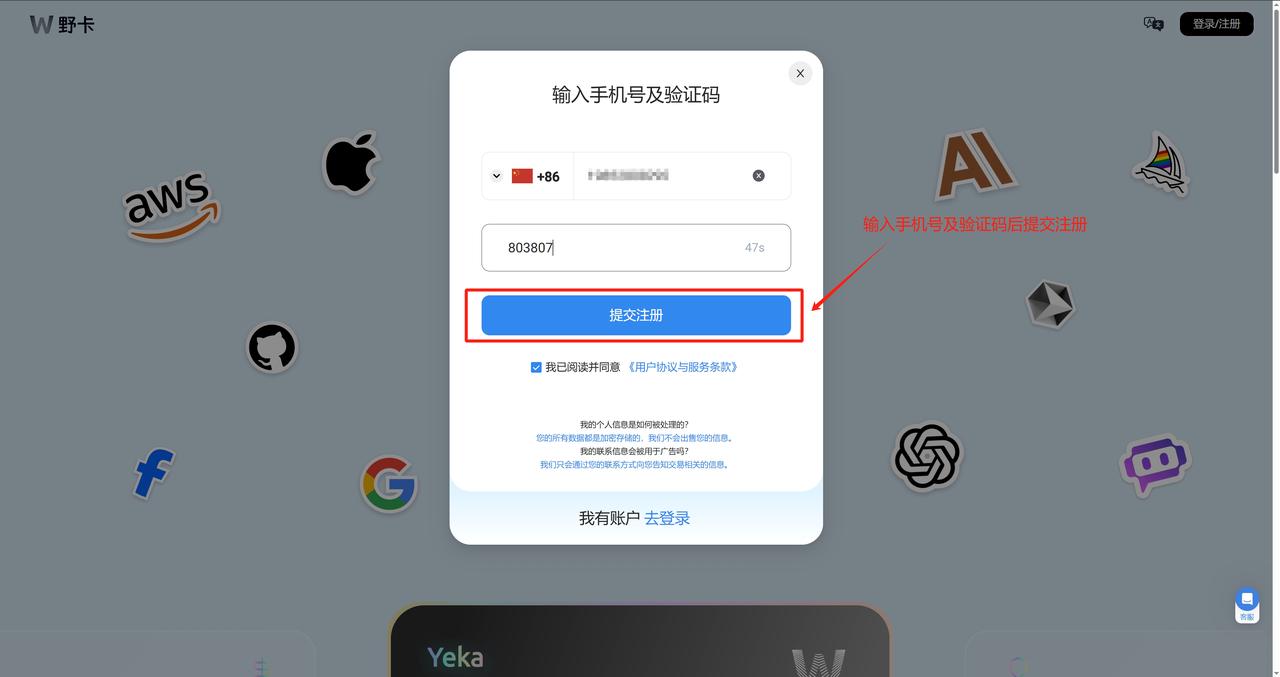 W 野卡
登录/注册
X
输入手机号及验证码
+86
aws
输入手机号及验证码后提交注册
803807
47s
提交注册
我已阅读并同意 《用户协议与服务条款》
我的个人信息是如何被处理的？
您的所有数据都是加密存储的，我们不会出售您的信息。
我的联系信息会被用于广告吗？
我们只会通过您的联系方式向您告知交易相关的信息。
我有账户 去登录
客服
Yeka